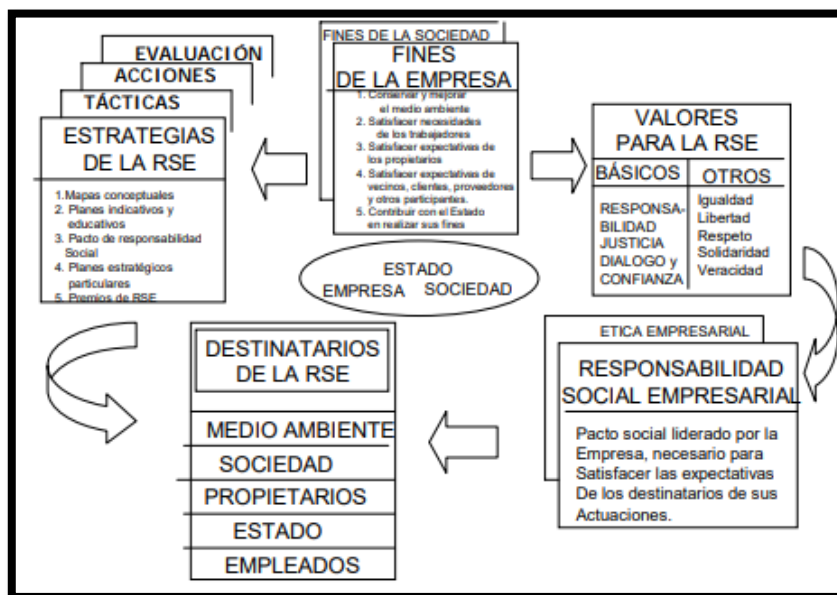 EVALUACIÓN
ACCIONES
TÁCTICAS
ESTRATEGIAS
DE LA RSE
1.Mapas conceptuales
2. Planes indicativos y
educativos
3. Pacto de responsabilidad
Social
4. Planes estratégicos
particulares
5. Premios de RSE
FINES DE LA SOCIEDAD
FINES
DE LA EMPRESA
1. Conservar y mejorar
el medio ambiente
2. Satisfacer necesidades
de los trabajadores
3. Satisfacer expectativas de
los propietarios
4. Satisfacer expectativas de
vecinos, clientes, proveedores
y otros participantes.
5. Contribuir con el Estado
en realizar sus fines
VALORES
PARA LA RSE
BÁSICOS
RESPONSA-
BILIDAD
JUSTICIA
DIALOGO y
CONFIANZA
OTROS
Igualdad
Libertad
Respeto
Solidaridad
Veracidad
ESTADO
EMPRESA SOCIEDAD
ETICA EMPRESARIAL
RESPONSABILIDAD
SOCIAL EMPRESARIAL
Pacto social liderado por la
Empresa, necesario para
Satisfacer las expectativas
De los destinatarios de sus
Actuaciones.
DESTINATARIOS
DE LA RSE
MEDIO AMBIENTE
SOCIEDAD
PROPIETARIOS
ESTADO
EMPLEADOS